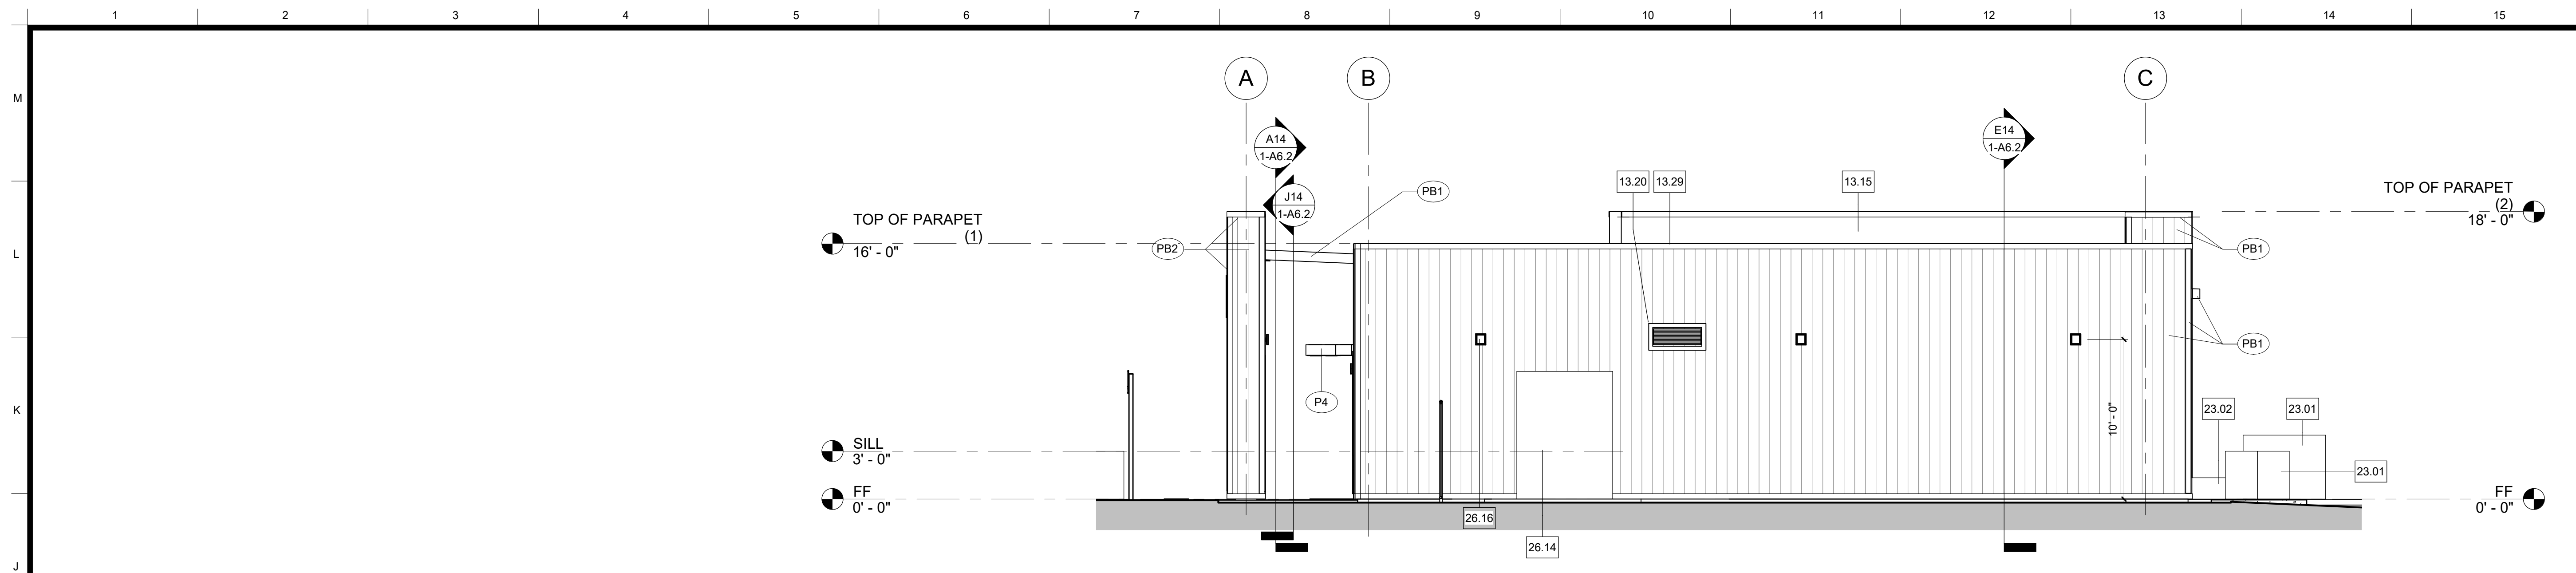 1 2 3 4 5 6 7 8 9 10 11 12 13 14 15
M
A B C
A14
1-A6.2
E14
1-A6.2
13.20 13.29 13.15
PB1
J14
1-A6.2
TOP OF PARAPET
(1)
16' - 0"
TOP OF PARAPET
(2)
18' - 0"
L
PB2
PB1
PB1
P4
K
10' - 0"
23.02 23.01
SILL
3' - 0"
23.01
FF
0' - 0"
FF
0' - 0"
26.16
26.14
J